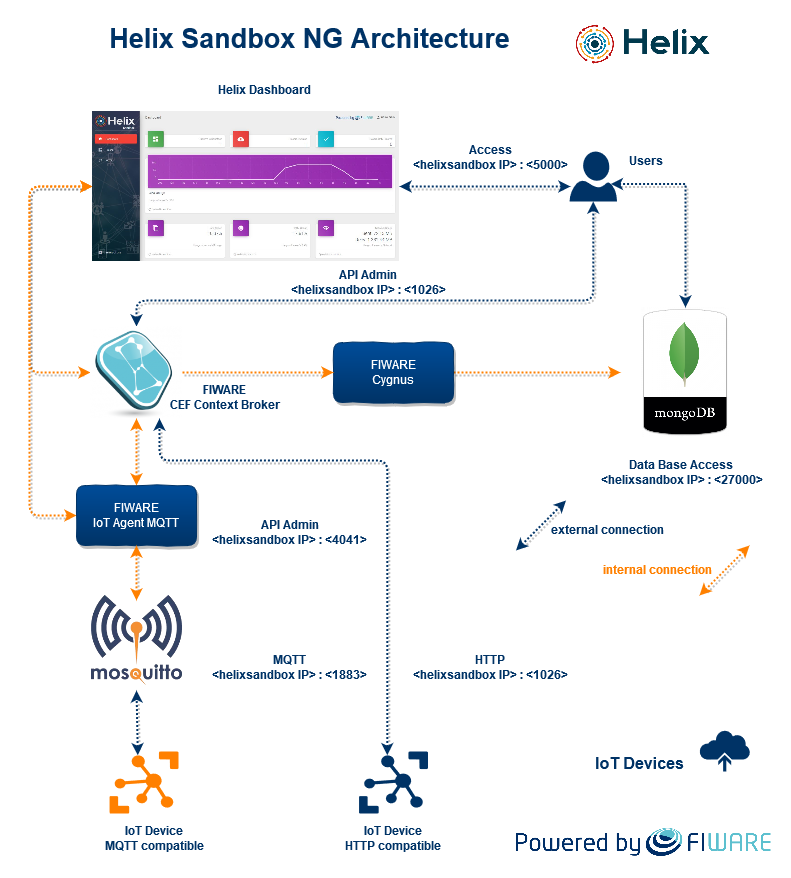 Helix Sandbox NG Architecture
Helix
Helix Dashboard
Helix
Access
<helixsandbox IP> : <5000>
Users
API Admin
<helixsandbox IP> : <1026>
FIWARE
Cygnus
FIWARE
CEF Context Broker
mongoDB
Data Base Access
<helixsandbox IP> : <27000>
FIWARE
IoT Agent MQTT
API Admin
<helixsandbox IP> : <4041>
external connection
internal connection
mosquitto
MQTT
<helixsandbox IP> : <1883>
HTTP
<helixsandbox IP> : <1026>
IoT Devices
IoT Device
MQTT compatible
IoT Device
HTTP compatible
Powered by FIWARE